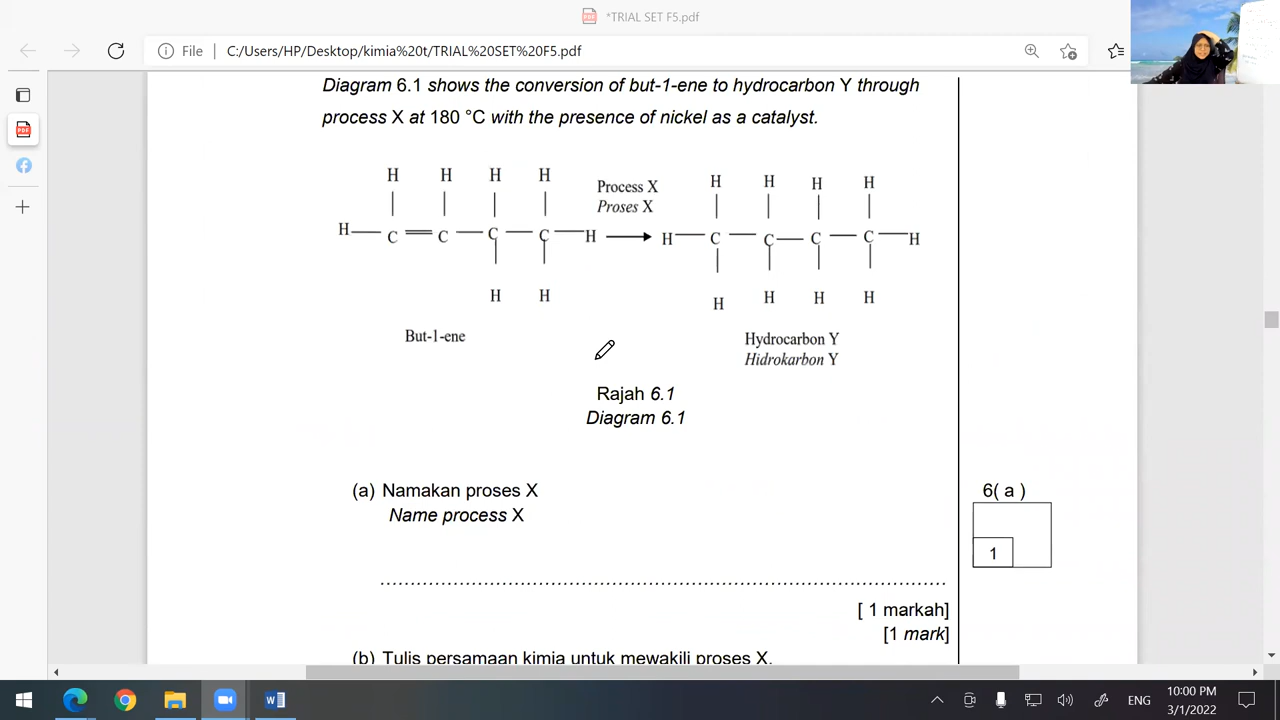 *TRIAL SET F5.pdf
File
C:/Users/HP/Desktop/kimia%20t/TRIAL%20SET%20F5.pdf
Diagram 6.1 shows the conversion of but-1-ene to hydrocarbon Y through
process X at 180 °C with the presence of nickel as a catalyst.
H H H H
H C C C C H
H H
But-1-ene
Process X
Proses X
H H H H
H C C C C H
H H H H
Hydrocarbon Y
Hidrokarbon Y
Rajah 6.1
Diagram 6.1
(a) Namakan proses X
Name process X
6( a )
1
[ 1 markah]
[1 mark]
(b) Tulis persamaan kimia untuk mewakili proses X.
ENG
10:00 PM
3/1/2022